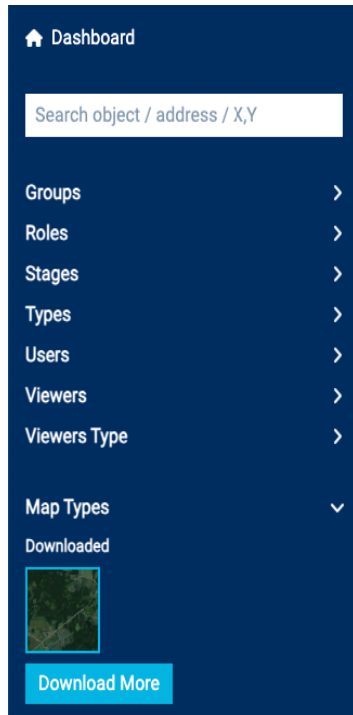 Dashboard
Search object / address / X,Y
Groups
Roles
Stages
Types
Users
Viewers
Viewers Type
Map Types
Downloaded
Download More